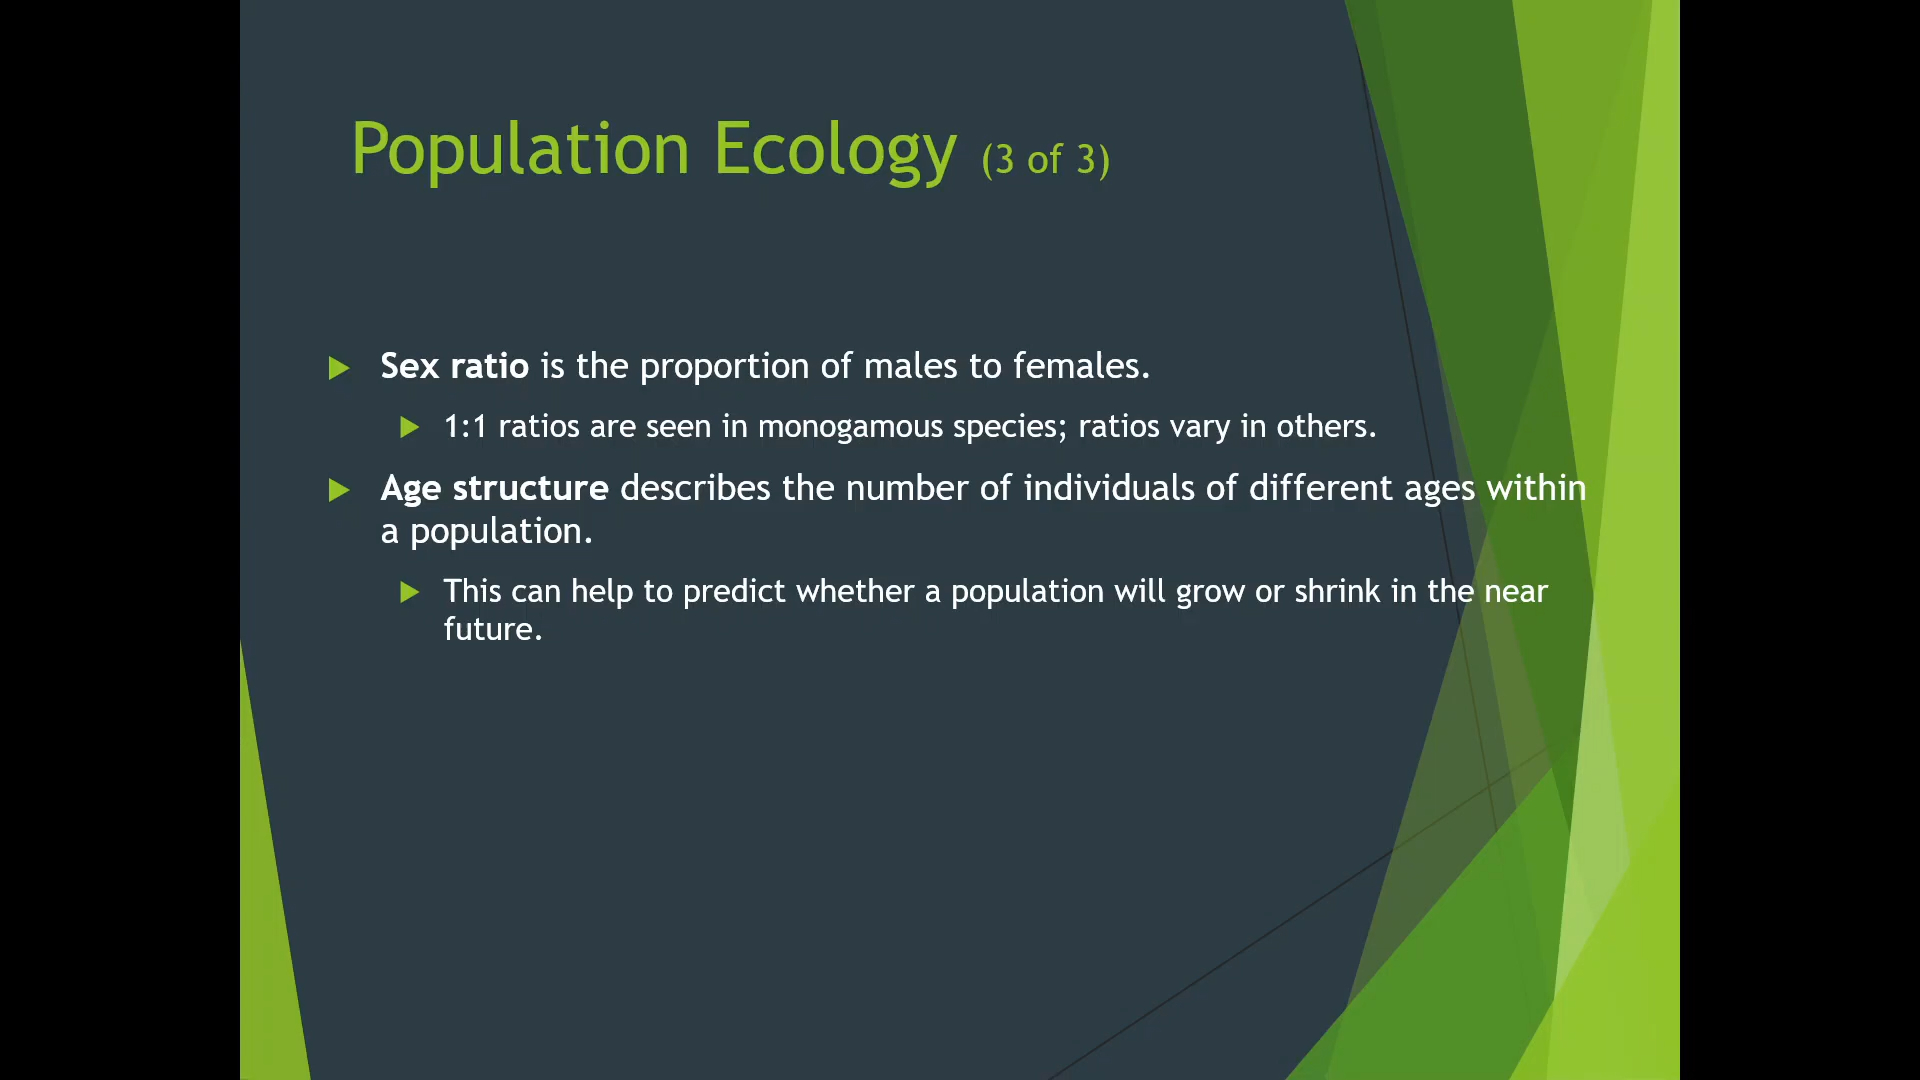 Population Ecology (3 of 3)
Sex ratio is the proportion of males to females.
1:1 ratios are seen in monogamous species; ratios vary in others.
Age structure describes the number of individuals of different ages within
a population.
This can help to predict whether a population will grow or shrink in the near
future.